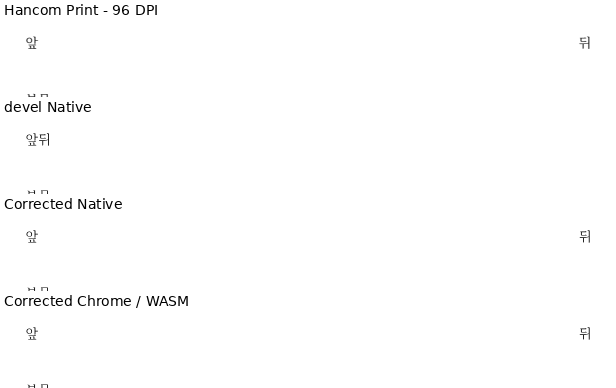 Hancom Print - 96 DPI
앞 뒤
devel Native
앞뒤
Corrected Native
앞 뒤
Corrected Chrome / WASM
앞 뒤